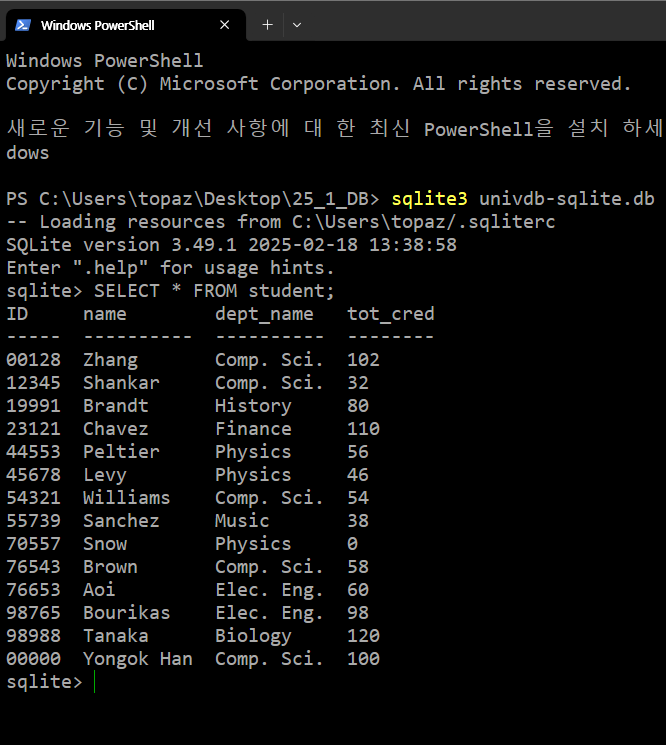 Windows PowerShell
Windows PowerShell
Copyright (C) Microsoft Corporation. All rights reserved.
새로운 기능 및 개선 사항에 대 한 최신 PowerShell을 설치 하세
dows
PS C:\Users\topaz\Desktop\25_1_DB> sqlite3 univdb-sqlite.db
-- Loading resources from C:\Users\topaz/.sqliterc
SQLite version 3.49.1 2025-02-18 13:38:58
Enter ".help" for usage hints.
sqlite> SELECT * FROM student;
ID     name        dept_name   tot_cred
-----  ----------  ----------  --------
00128  Zhang       Comp. Sci.  102
12345  Shankar     Comp. Sci.  32
19991  Brandt      History     80
23121  Chavez      Finance     110
44553  Peltier     Physics     56
45678  Levy        Physics     46
54321  Williams    Comp. Sci.  54
55739  Sanchez     Music       38
70557  Snow        Physics     0
76543  Brown       Comp. Sci.  58
76653  Aoi         Elec. Eng.  60
98765  Bourikas    Elec. Eng.  98
98988  Tanaka      Biology     120
00000  Yongok Han  Comp. Sci.  100
sqlite>